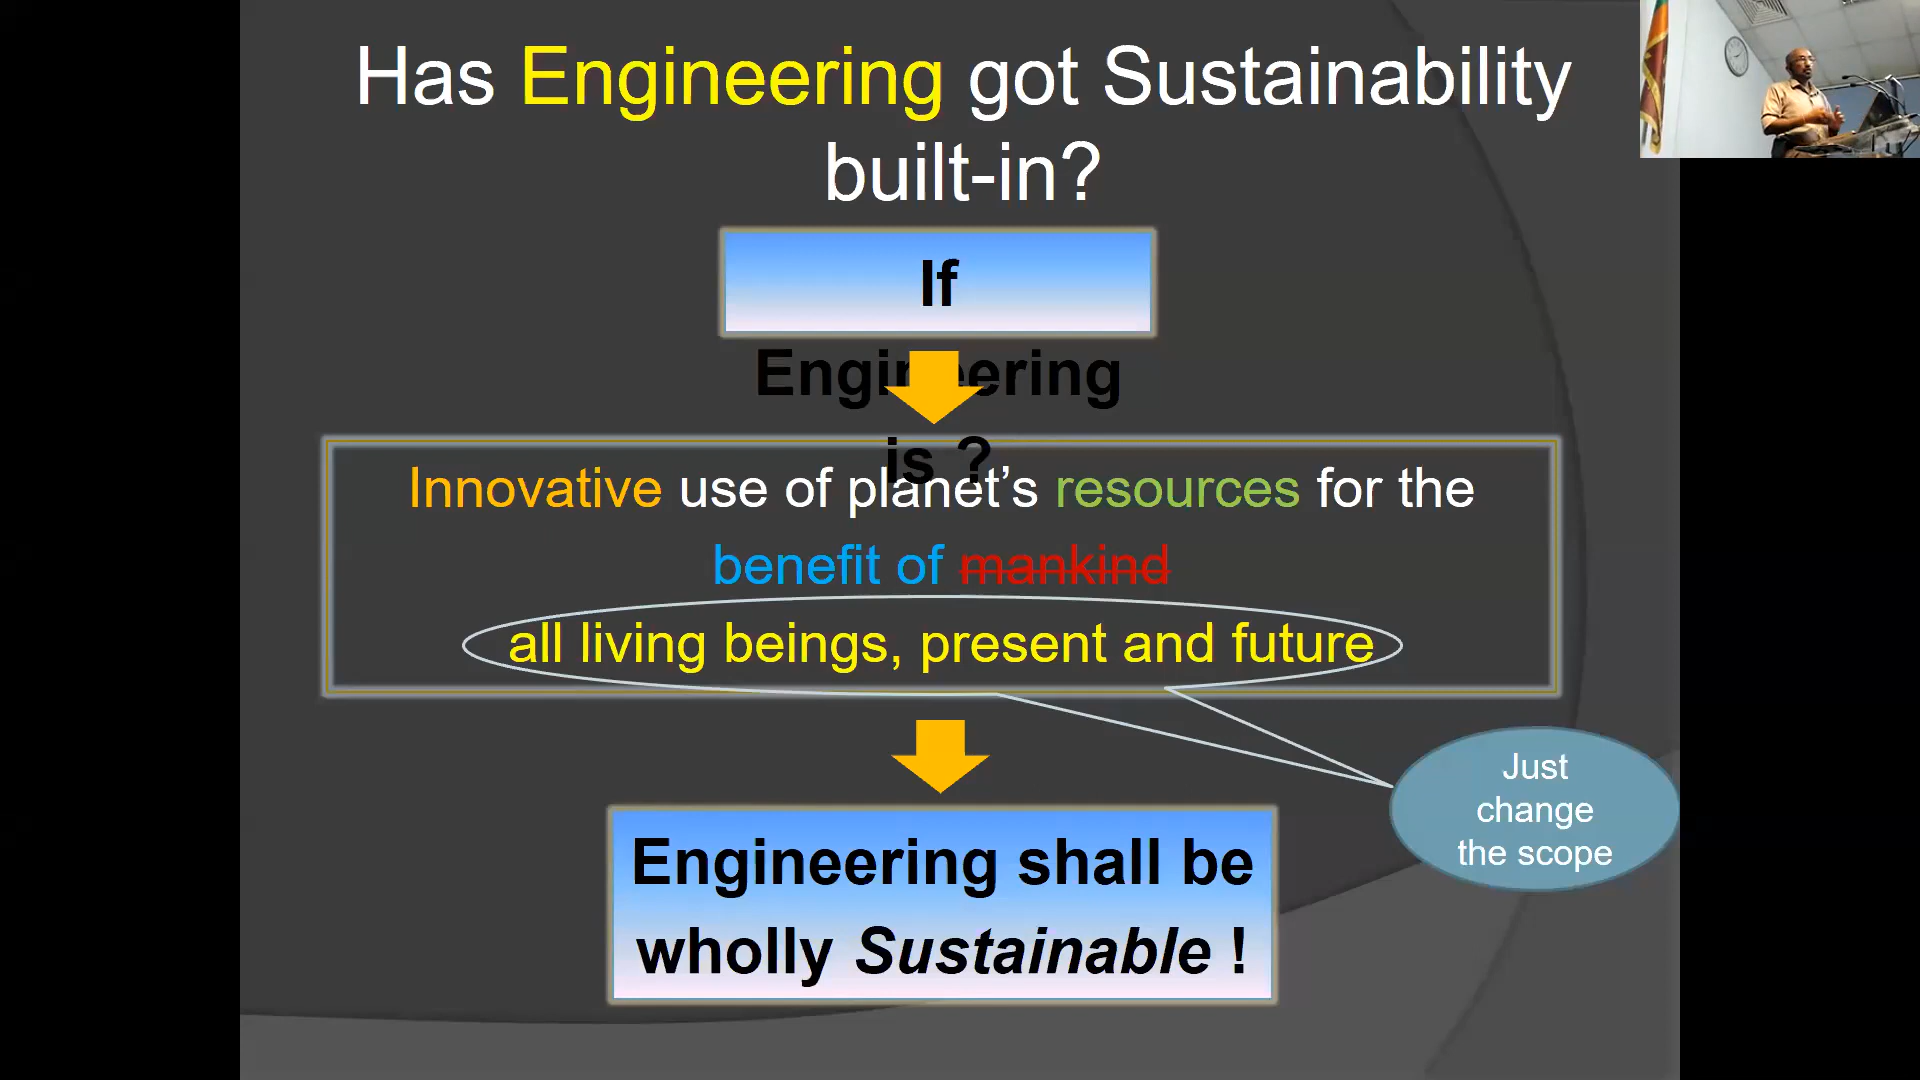 Has Engineering got Sustainability
built-in?
If
Engineering
is ?
Innovative use of planet’s resources for the
benefit of mankind
all living beings, present and future
Just
change
the scope
Engineering shall be
wholly Sustainable !